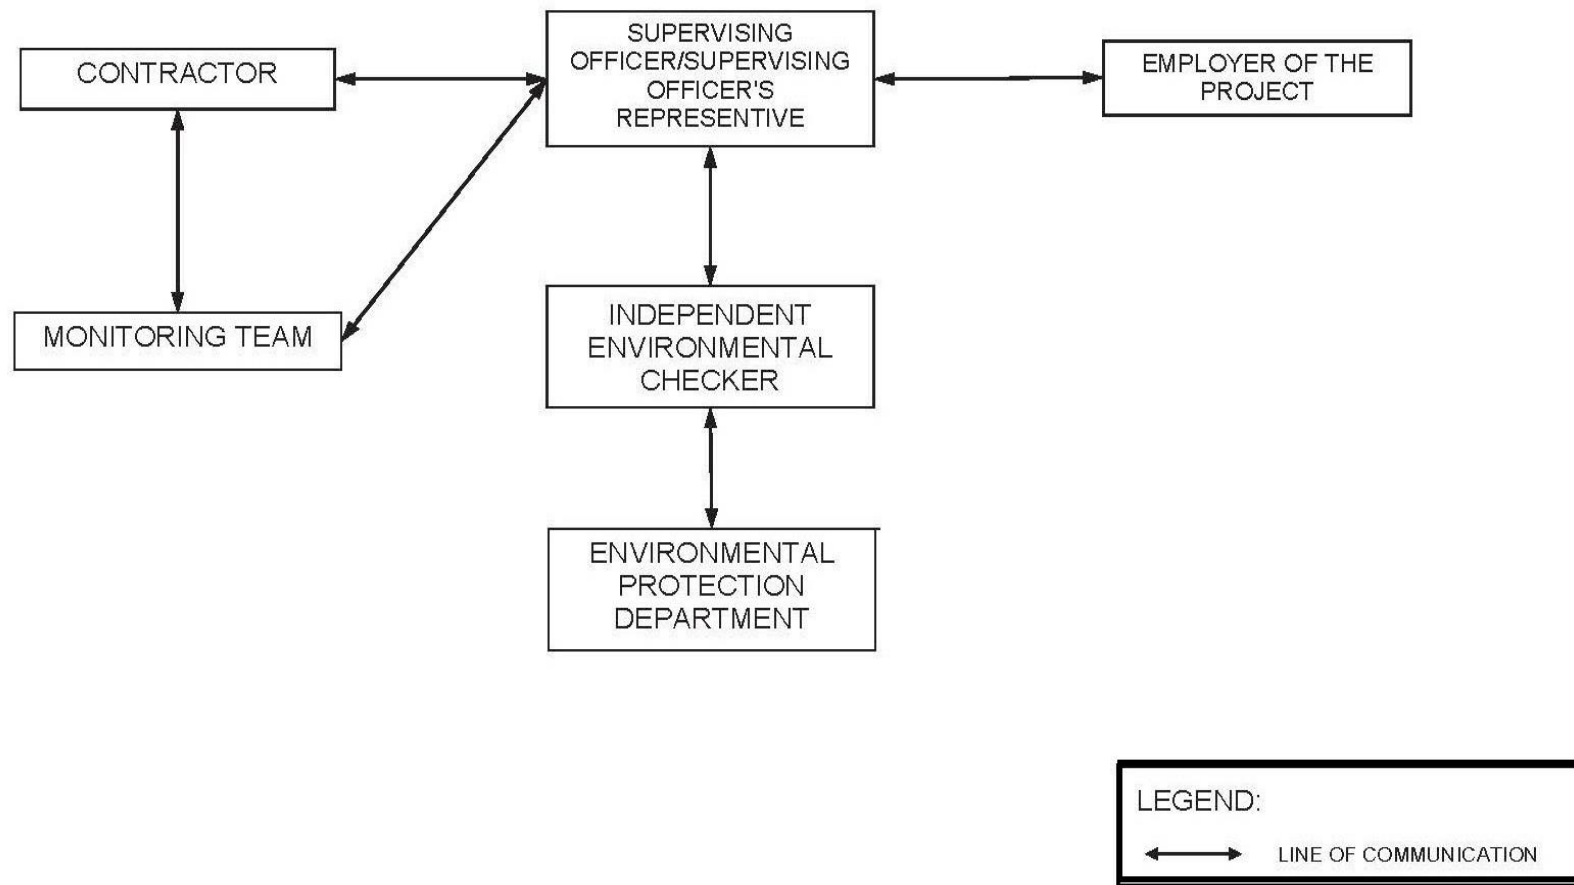 SUPERVISING
OFFICER/SUPERVISING
OFFICER'S
REPRESENTIVE
CONTRACTOR
EMPLOYER OF THE
PROJECT
MONITORING TEAM
INDEPENDENT
ENVIRONMENTAL
CHECKER
ENVIRONMENTAL
PROTECTION
DEPARTMENT
LEGEND:
LINE OF COMMUNICATION